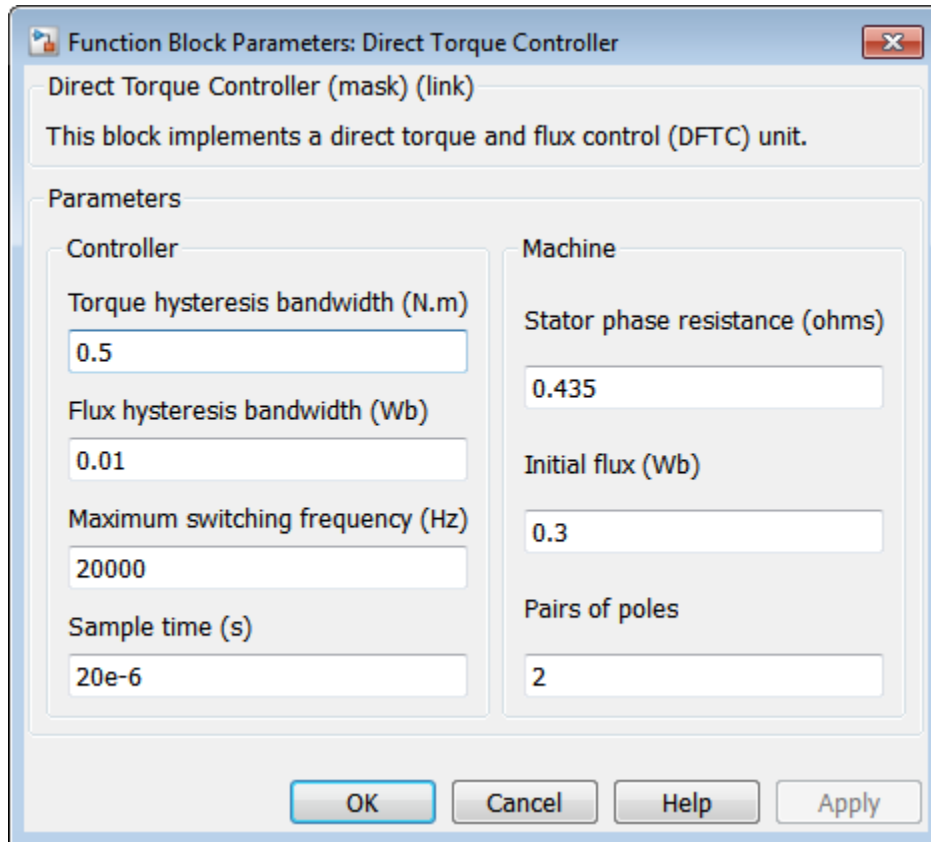 Function Block Parameters: Direct Torque Controller
Direct Torque Controller (mask) (link)
This block implements a direct torque and flux control (DFTC) unit.
Parameters
Controller
Torque hysteresis bandwidth (N.m)
0.5
Flux hysteresis bandwidth (Wb)
0.01
Maximum switching frequency (Hz)
20000
Sample time (s)
20e-6
Machine
Stator phase resistance (ohms)
0.435
Initial flux (Wb)
0.3
Pairs of poles
2
OK
Cancel
Help
Apply